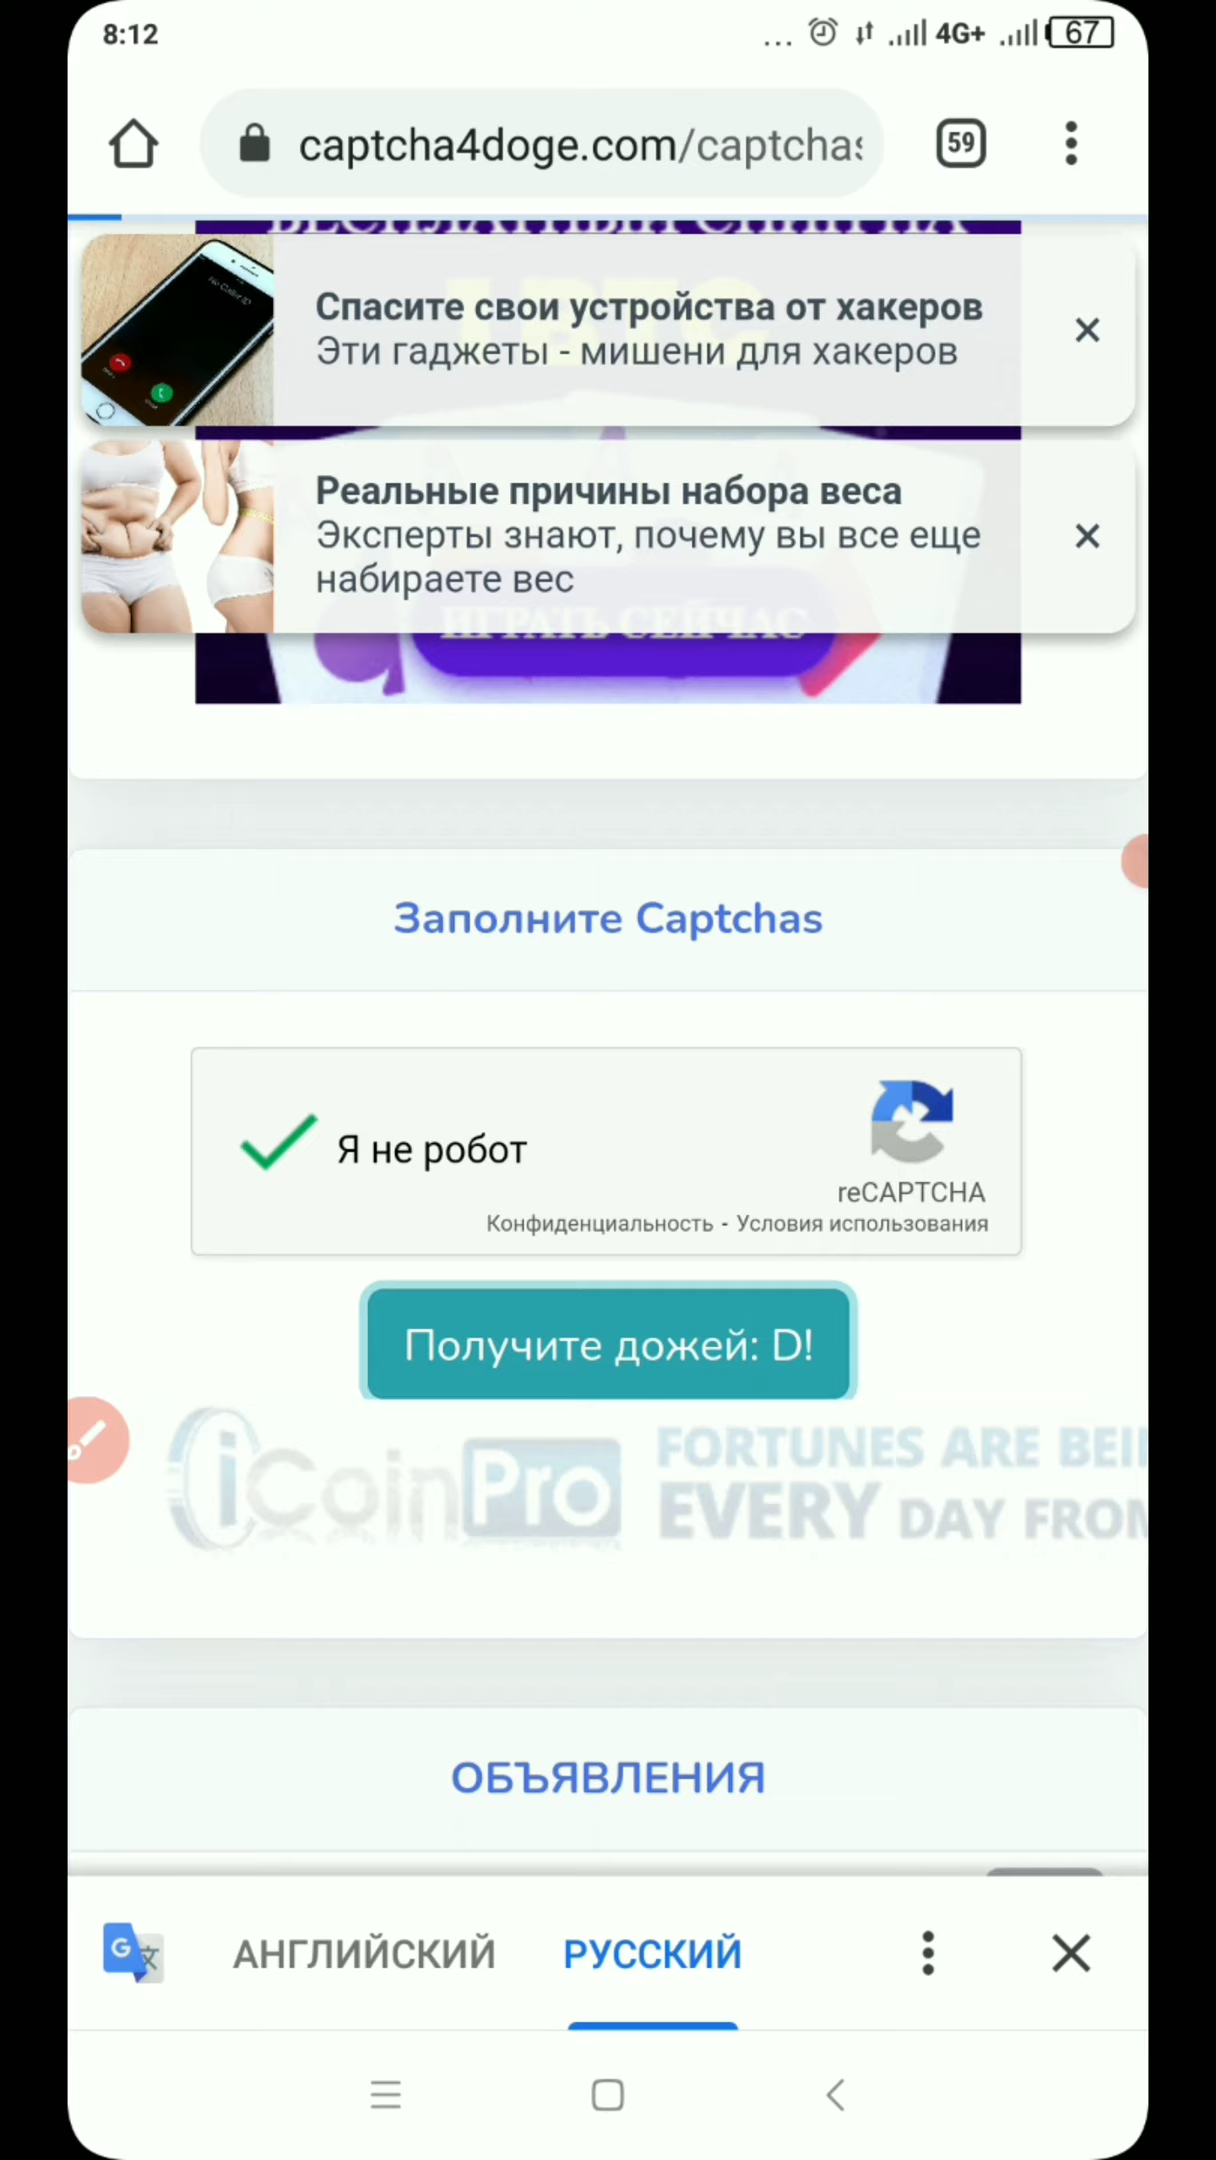 8:12
... 4G+ 67
captcha4doge.com/captchas
59
1BTC
Спасите свои устройства от хакеров
Эти гаджеты - мишени для хакеров
Реальные причины набора веса
Эксперты знают, почему вы все еще
набираете вес
ИГРАТЬ СЕЙЧАС
Заполните Captchas
Я не робот
reCAPTCHA
Конфиденциальность - Условия использования
Получите дожей: D!
iCoinPro
FORTUNES ARE BEI
EVERY DAY FROM
ОБЪЯВЛЕНИЯ
АНГЛИЙСКИЙ
РУССКИЙ